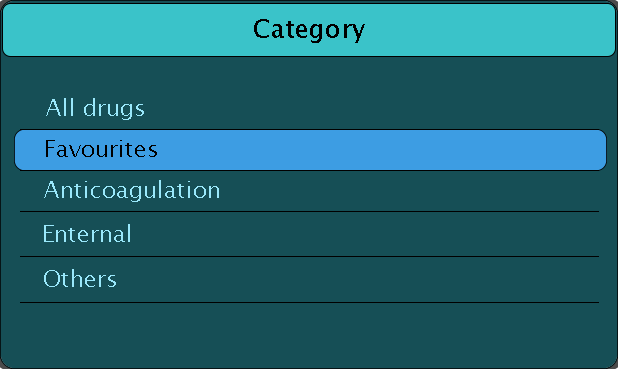 Category
All drugs
Favourites
Anticoagulation
Enternal
Others